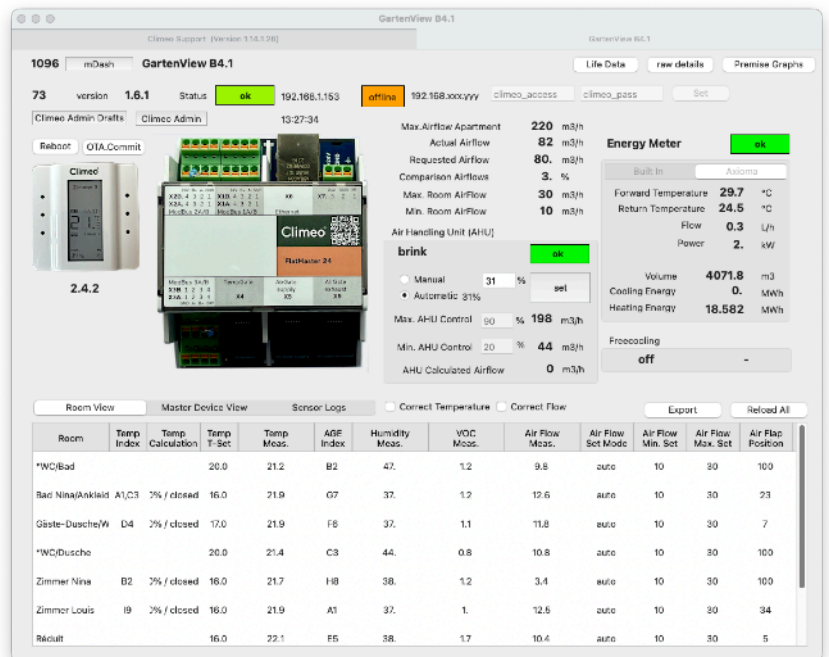 GartenView B4.1
Climeo Support (Version 1.14.1.28)
GartenView B4.1
1096 mDash GartenView B4.1 Life Data raw details Premise Graphs
73 version 1.6.1 Status ok 192.168.1.153 offline 192.168.xxx.yyy climeo_access climeo_pass Set
Climeo Admin Drafts Climeo Admin 13:27:34
Reboot OTA.Commit
Climeo
2.4.2
X6
Ethernet
Climeo
FlatMaster 24
X4 X5
Max.Airflow Apartment 220 m3/h
Actual Airflow 82 m3/h
Requested Airflow 80. m3/h
Comparison Airflows 3. %
Max. Room AirFlow 30 m3/h
Min. Room AirFlow 10 m3/h
Air Handling Unit (AHU)
brink ok
Manual 31 %
Automatic 31%
set
Max. AHU Control 90 % 198 m3/h
Min. AHU Control 20 % 44 m3/h
AHU Calculated Airflow 0 m3/h
Energy Meter ok
Built In Axioma
Forward Temperature 29.7 °C
Return Temperature 24.5 °C
Flow 0.3 L/h
Power 2. kW
Volume 4071.8 m3
Cooling Energy 0. MWh
Heating Energy 18.582 MWh
Freecooling
off -
Room View Master Device View Sensor Logs Correct Temperature Correct Flow Export Reload All
Room Temp Index Temp Calculation Temp T-Set Temp Meas. AGE Index Humidity Meas. VOC Meas. Air Flow Meas. Air Flow Set Mode Air Flow Min. Set Air Flow Max. Set Air Flap Position
*WC/Bad 20.0 21.2 B2 47. 1.2 9.8 auto 10 30 100
Bad Nina/Ankleid A1,C3 0% / closed 16.0 21.9 G7 37. 1.2 12.6 auto 10 30 23
Gäste-Dusche/W D4 0% / closed 17.0 21.9 F6 37. 1.1 11.8 auto 10 30 7
*WC/Dusche 20.0 21.4 C3 44. 0.8 10.8 auto 10 30 100
Zimmer Nina B2 0% / closed 16.0 21.7 H8 38. 1.2 3.4 auto 10 30 100
Zimmer Louis I9 0% / closed 16.0 21.9 A1 37. 1. 12.5 auto 10 30 34
Réduit 16.0 22.1 E5 38. 1.7 10.4 auto 10 30 5